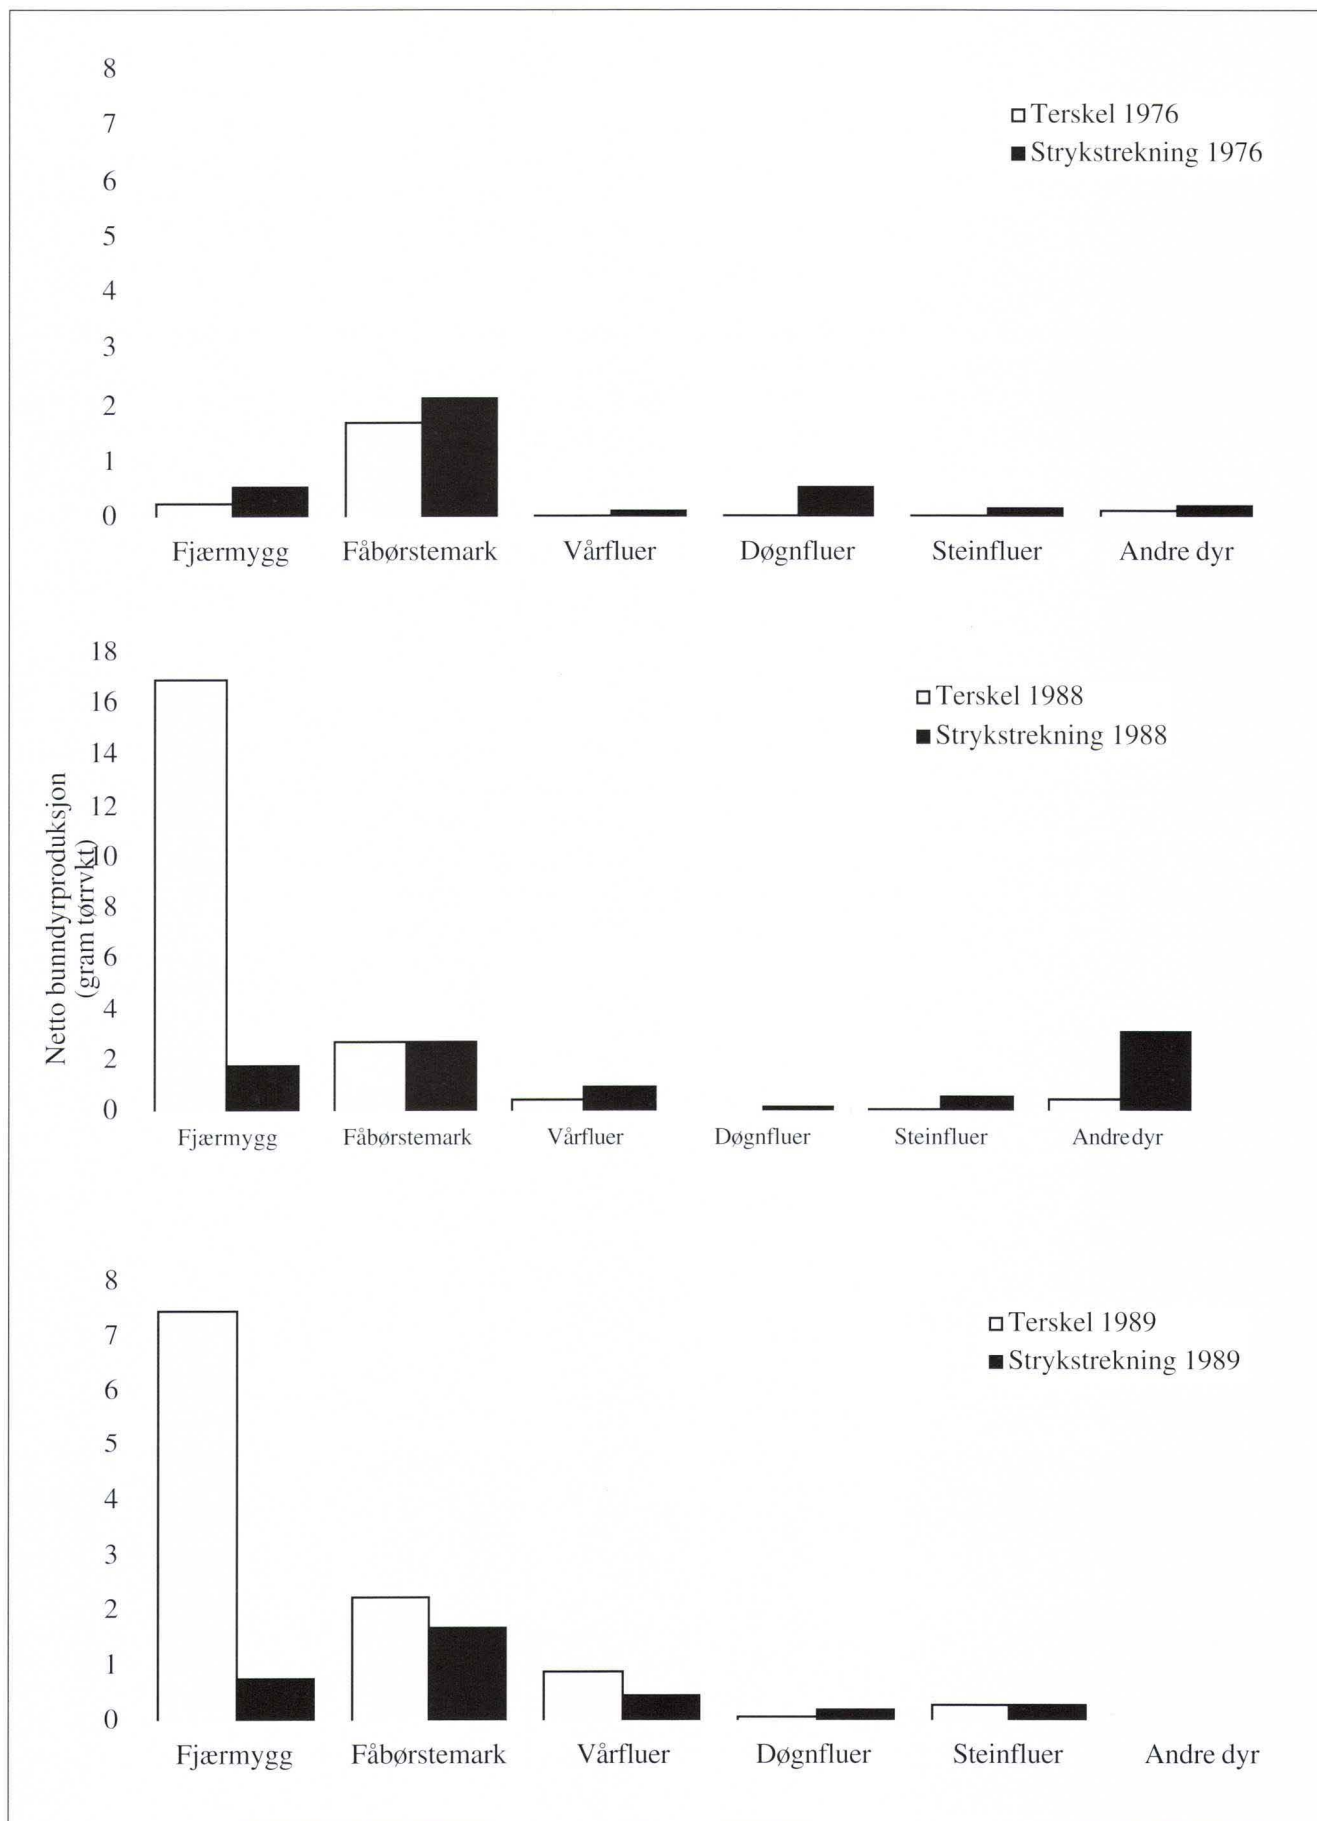 8
7
6
5
4
3
2
1
0
Terskel 1976
Strykstrekning 1976
Fjærmygg Fåbørstemark Vårfluer Døgnfluer Steinfluer Andre dyr
Netto bunndyrproduksjon
(gram tørrvkt)
18
16
14
12
10
8
6
4
2
0
Terskel 1988
Strykstrekning 1988
Fjærmygg Fåbørstemark Vårfluer Døgnfluer Steinfluer Andre dyr
8
7
6
5
4
3
2
1
0
Terskel 1989
Strykstrekning 1989
Fjærmygg Fåbørstemark Vårfluer Døgnfluer Steinfluer Andre dyr